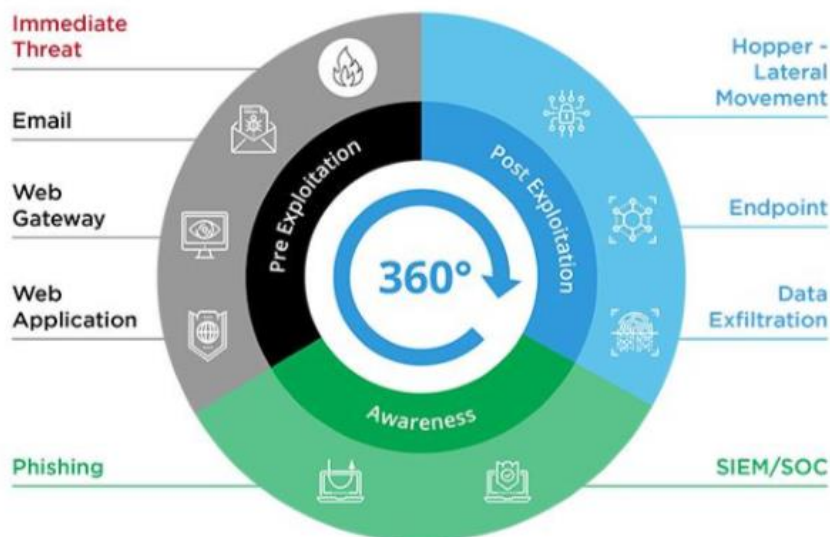 Immediate
Threat
Email
Web
Gateway
Web
Application
Phishing
Pre Exploitation
Post Exploitation
360°
Awareness
Hopper -
Lateral
Movement
Endpoint
Data
Exfiltration
SIEM/SOC